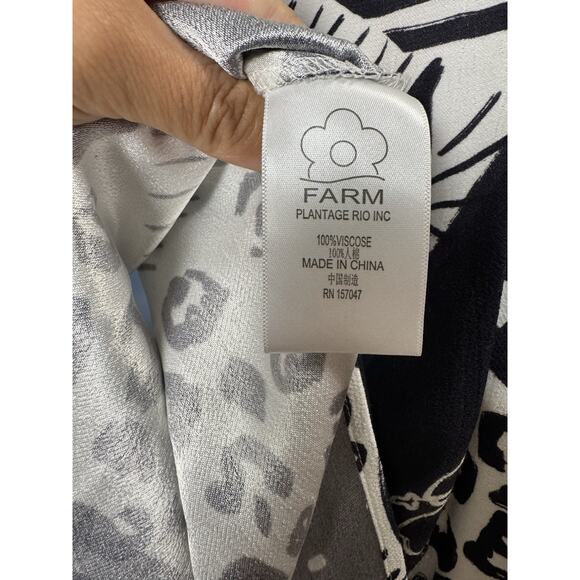 FARM
PLANTAGE RIO INC
100%VISCOSE
100%人棉
MADE IN CHINA
中国制造
RN 157047